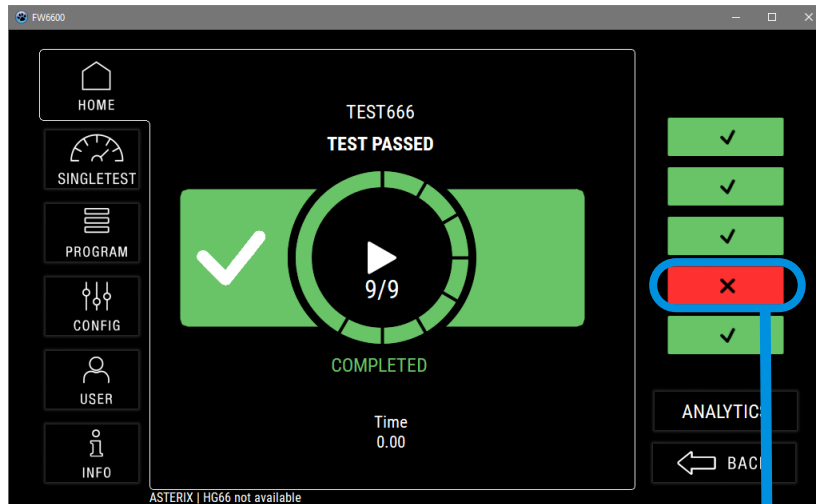 FW6600
HOME
SINGLETEST
PROGRAM
CONFIG
USER
INFO
TEST666
TEST PASSED
9/9
COMPLETED
Time
0.00
ANALYTIC
BAC
ASTERIX | HG66 not available